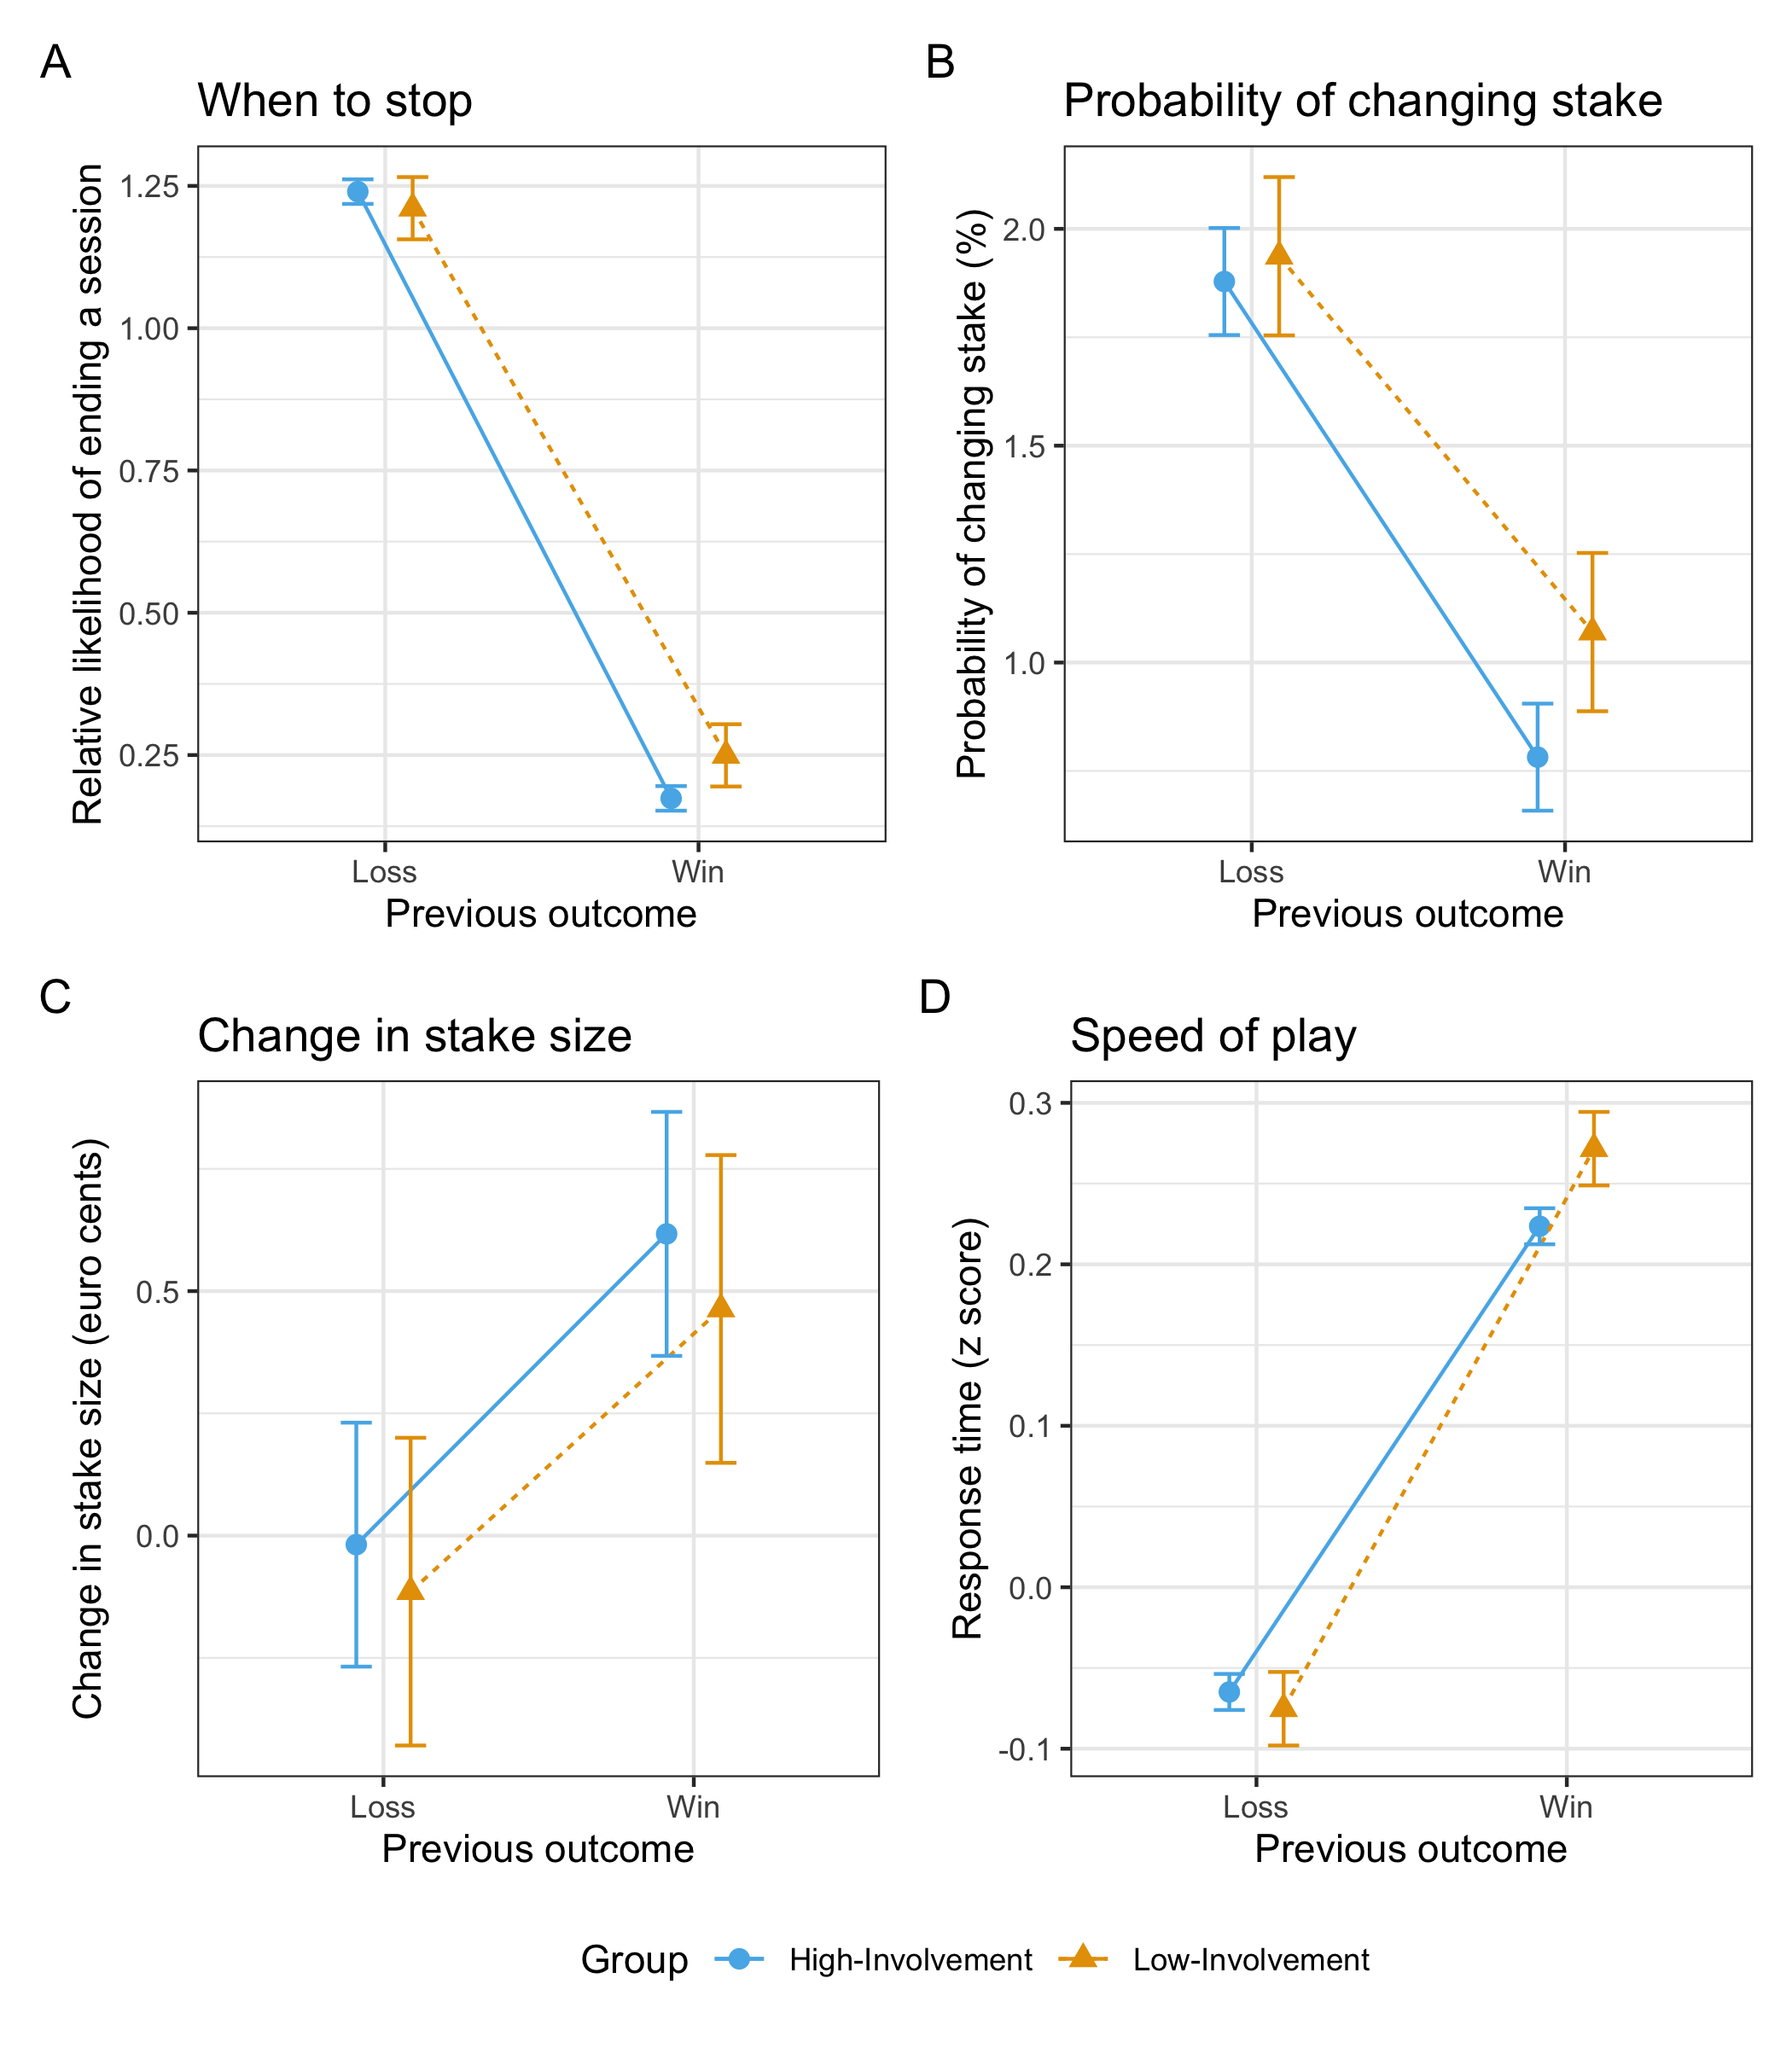 A
When to stop
Relative likelihood of ending a session
1.25
1.00
0.75
0.50
0.25
Loss
Win
Previous outcome
B
Probability of changing stake
Probability of changing stake (%)
2.0
1.5
1.0
Loss
Win
Previous outcome
C
Change in stake size
Change in stake size (euro cents)
0.5
0.0
Loss
Win
Previous outcome
D
Speed of play
Response time (z score)
0.3
0.2
0.1
0.0
-0.1
Loss
Win
Previous outcome
Group
High-Involvement
Low-Involvement